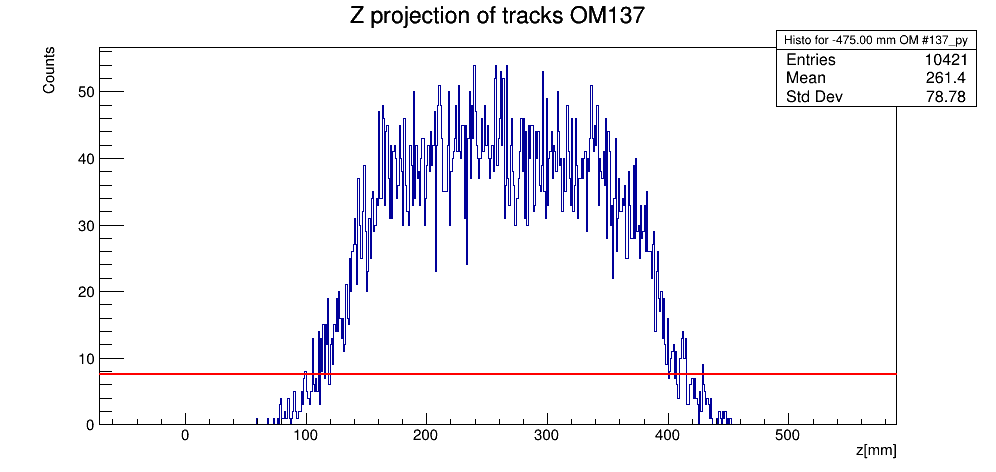 Z projection of tracks OM137
Histo for -475.00 mm OM #137_py
Entries 10421
Mean 261.4
Std Dev 78.78
Counts
50
40
30
20
10
0
0 100 200 300 400 500
z[mm]